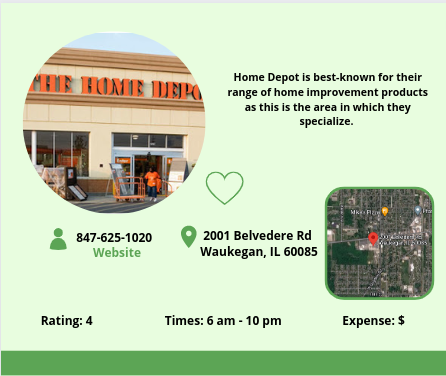 THE HOME DEPO
Home Depot is best-known for their
range of home improvement products
as this is the area in which they
specialize.
847-625-1020
Website
2001 Belvedere Rd
Waukegan, IL 60085
Rating: 4
Times: 6 am - 10 pm
Expense: $